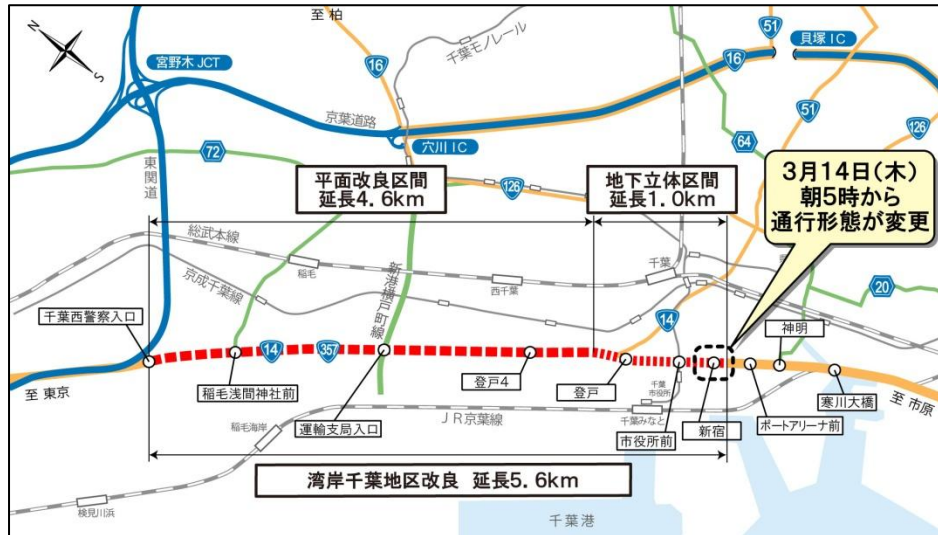 N
S
至 柏
千葉モノレール
51
貝塚IC
宮野木 JCT
16
16
京葉道路
51
穴川 IC
126
64
72
東関道
平面改良区間
延長4.6km
126
地下立体区間
延長1.0km
3月14日(木)
朝5時から
通行形態が変更
総武本線
稲毛
新港横戸町線
西千葉
千葉
京成千葉線
20
千葉西警察入口
14
神明
14
357
至 東京
稲毛浅間神社前
登戸4
登戸
千葉
市役所
寒川大橋
至 市原
JR京葉線
千葉みなと
稲毛海岸
運輸支局入口
市役所前
新宿
ポートアリーナ前
湾岸千葉地区改良 延長5.6km
検見川浜
千葉港